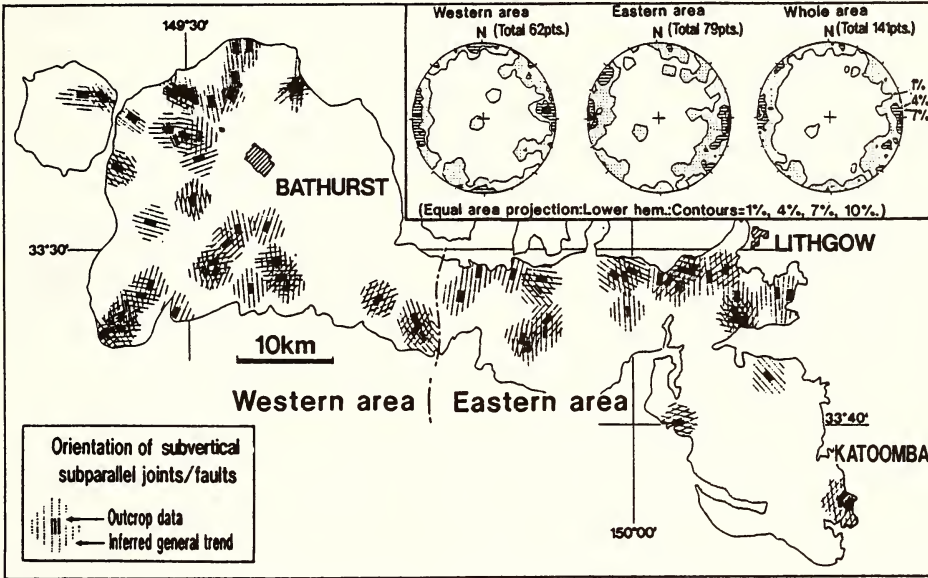 149°30'
Western area
N (Total 62pts.)
Eastern area
N (Total 79pts.)
Whole area
N (Total 141pts.)
1%
4%
7%
(Equal area projection:Lower hem.:Contours=1%, 4%, 7%, 10%.)
BATHURST
33°30'
LITHGOW
10km
Western area
Eastern area
33°40'
KATOOMBA
150°00'
Orientation of subvertical
subparallel joints/faults
Outcrop data
Inferred general trend